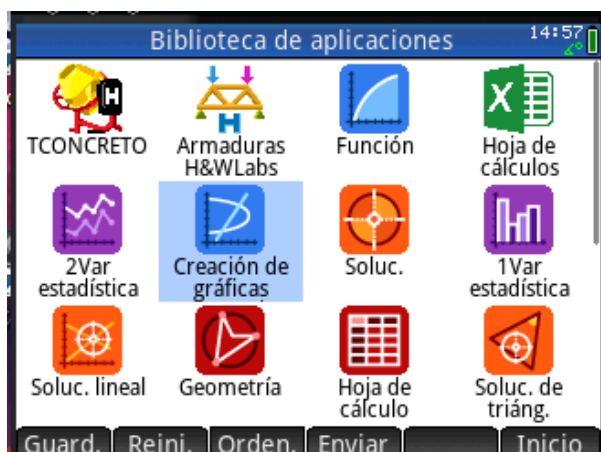 Biblioteca de aplicaciones
14:57
TCONCRETO
Armaduras
H&WLabs
Función
Hoja de
cálculos
2Var
estadística
Creación de
gráficas
Soluc.
1Var
estadística
Soluc. lineal
Geometría
Hoja de
cálculo
Soluc. de
triáng.
Guard.
Reini.
Orden.
Enviar
Inicio